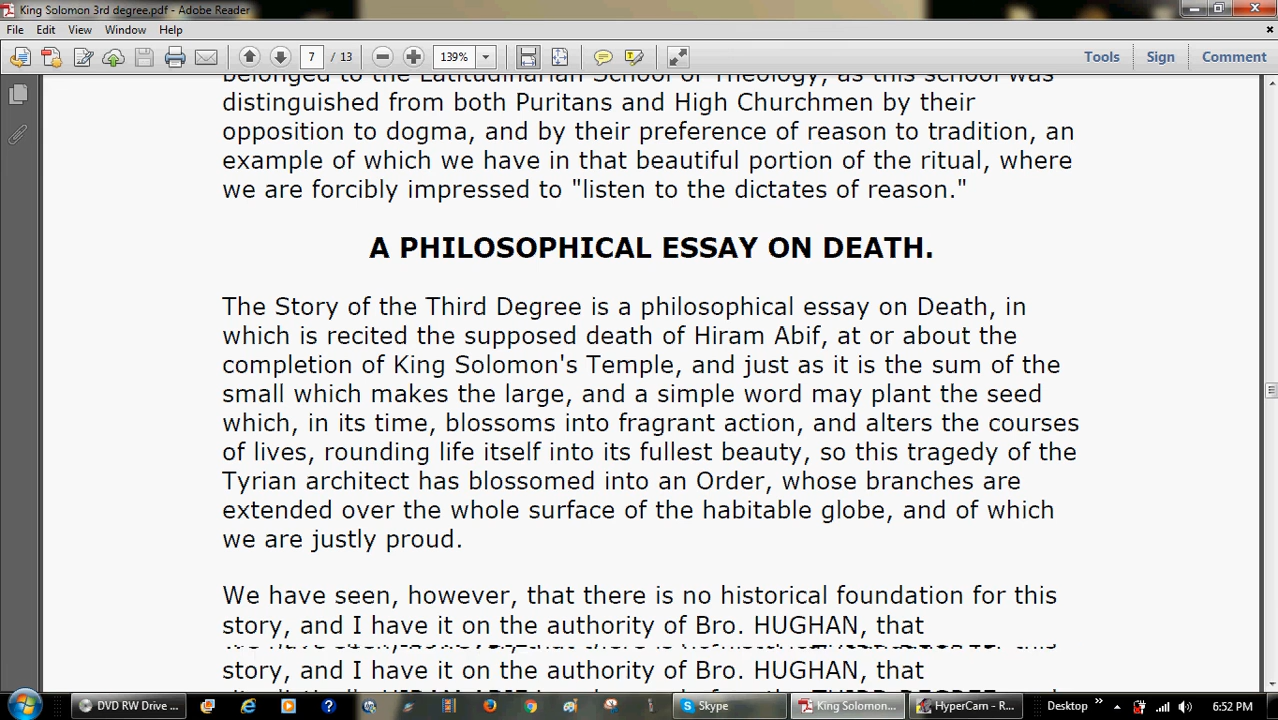 King Solomon 3rd degree.pdf - Adobe Reader
File Edit View Window Help
7 / 13 139% Tools Sign Comment
belonged to the Latitudinarian School of Theology, as this school was
distinguished from both Puritans and High Churchmen by their
opposition to dogma, and by their preference of reason to tradition, an
example of which we have in that beautiful portion of the ritual, where
we are forcibly impressed to "listen to the dictates of reason."
A PHILOSOPHICAL ESSAY ON DEATH.
The Story of the Third Degree is a philosophical essay on Death, in
which is recited the supposed death of Hiram Abif, at or about the
completion of King Solomon's Temple, and just as it is the sum of the
small which makes the large, and a simple word may plant the seed
which, in its time, blossoms into fragrant action, and alters the courses
of lives, rounding life itself into its fullest beauty, so this tragedy of the
Tyrian architect has blossomed into an Order, whose branches are
extended over the whole surface of the habitable globe, and of which
we are justly proud.
We have seen, however, that there is no historical foundation for this
story, and I have it on the authority of Bro. HUGHAN, that
story, and I have it on the authority of Bro. HUGHAN, that
DVD RW Drive ... Skype King Solomon... HyperCam - R... Desktop 6:52 PM